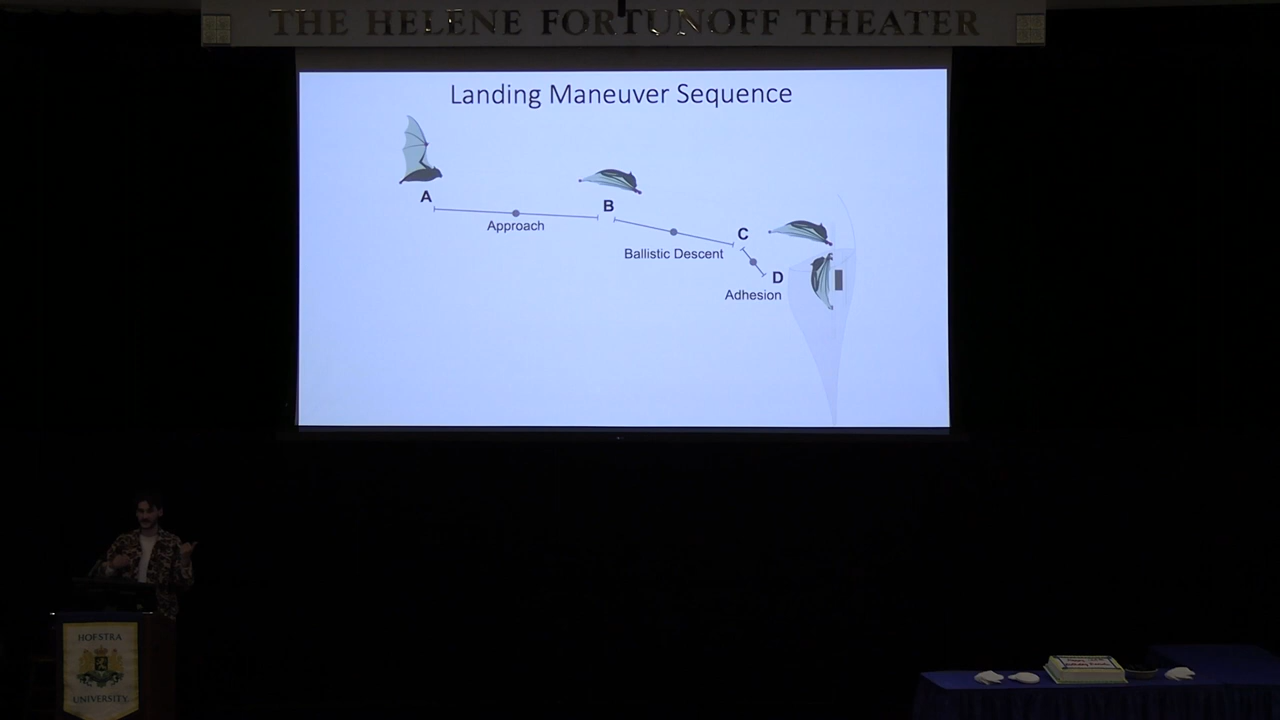 THE HELENE FORTUNOFF THEATER
Landing Maneuver Sequence
A
B
Approach
C
Ballistic Descent
D
Adhesion
HOFSTRA
UNIVERSITY